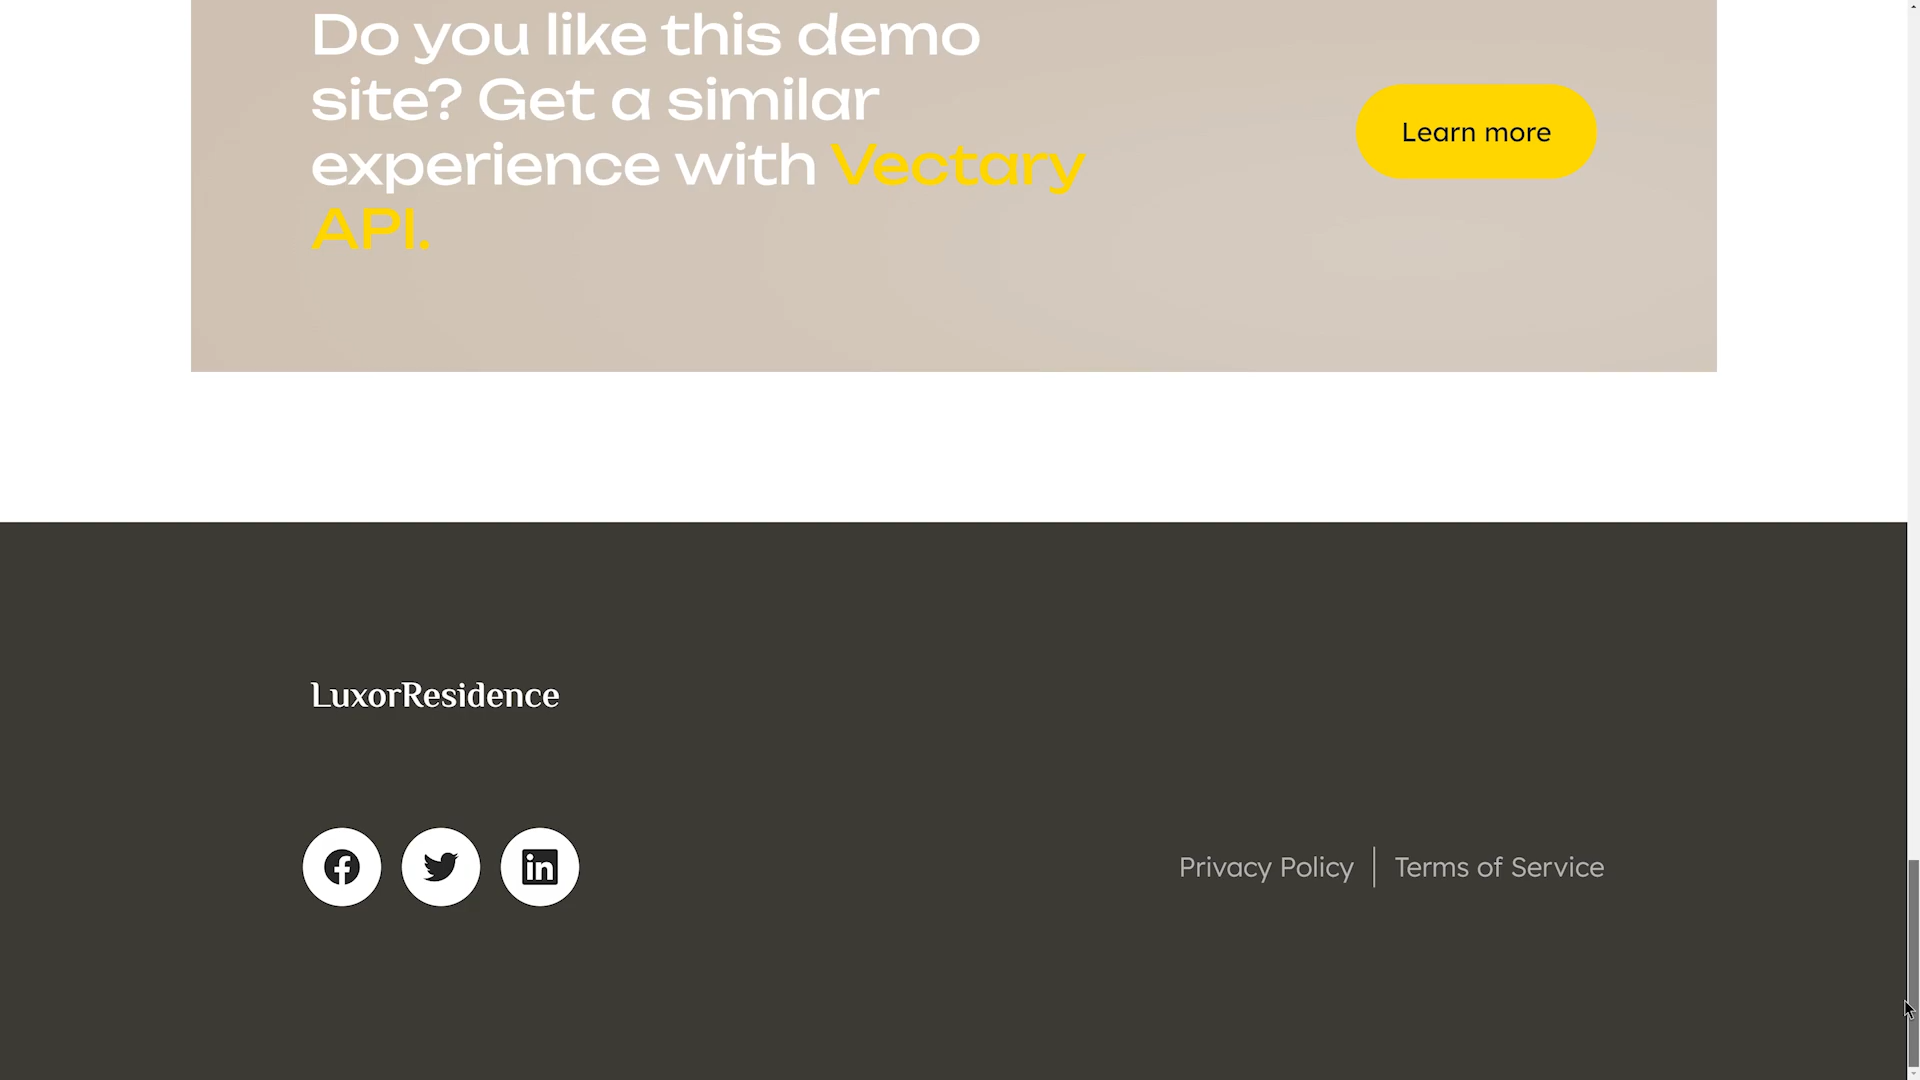 Do you like this demo
site? Get a similar
experience with Vectary
API.
Learn more
LuxorResidence
Privacy Policy
Terms of Service